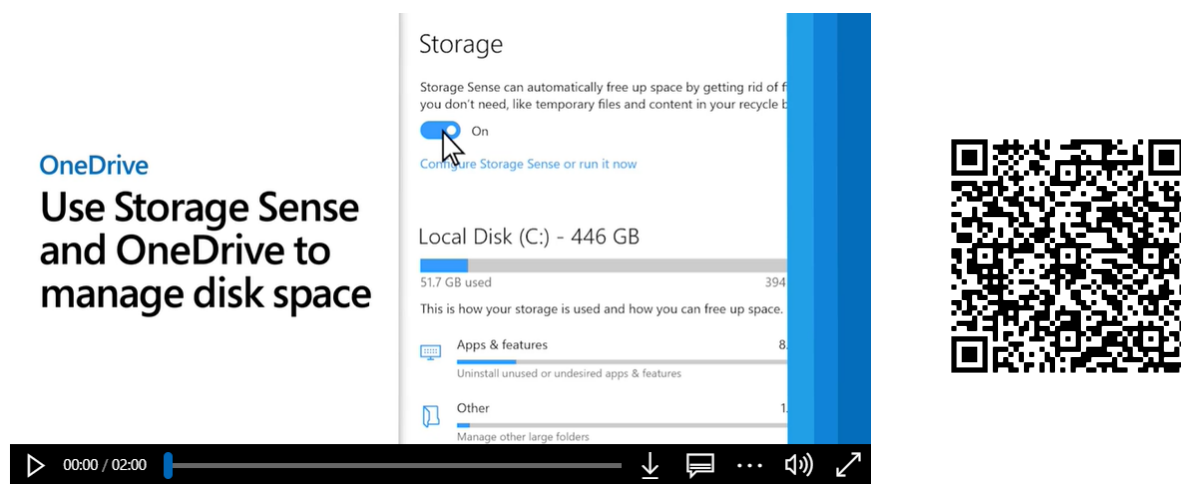 OneDrive
Use Storage Sense
and OneDrive to
manage disk space
Storage
Storage Sense can automatically free up space by getting rid of
you don't need, like temporary files and content in your recycle
On
Configure Storage Sense or run it now
Local Disk (C:) - 446 GB
51.7 GB used
394
This is how your storage is used and how you can free up space.
Apps & features
8.
Uninstall unused or undesired apps & features
Other
1.
Manage other large folders
00:00 / 02:00